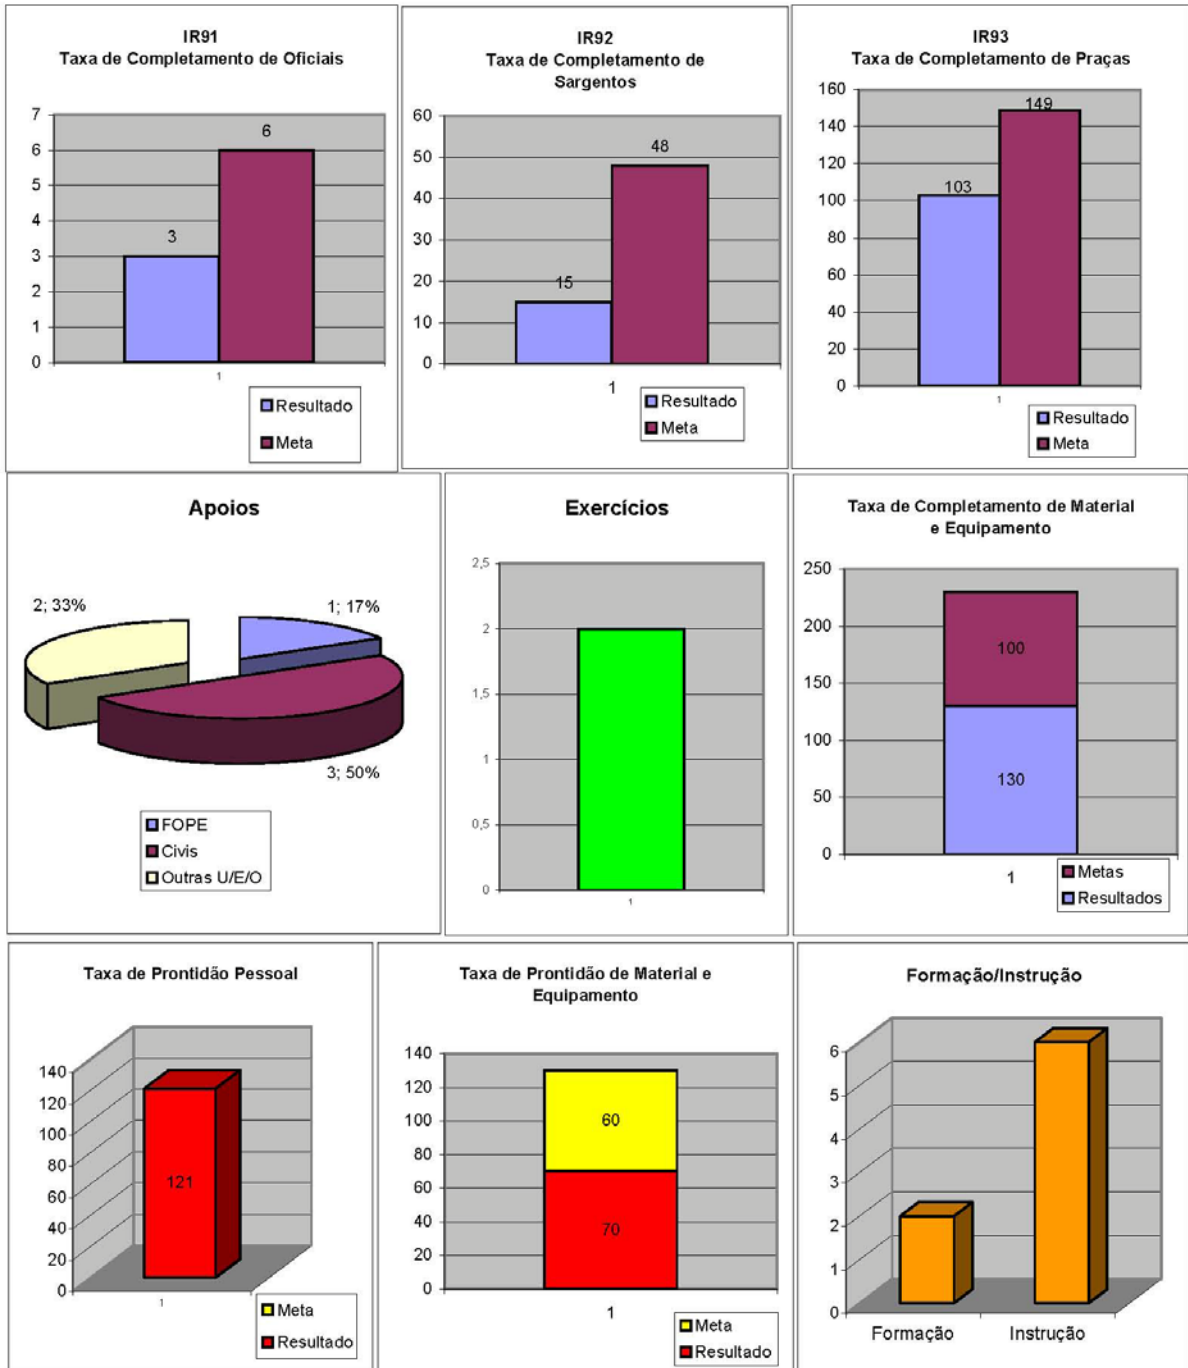 IR91
Taxa de Completamento de Oficiais
7
6
5
4
3
2
1
0
3
6
1
Resultado
Meta
IR92
Taxa de Completamento de
Sargentos
60
50
40
30
20
10
0
15
48
1
Resultado
Meta
IR93
Taxa de Completamento de Praças
160
140
120
100
80
60
40
20
0
103
149
1
Resultado
Meta
Apoios
2; 33%
1; 17%
3; 50%
FOPE
Civis
Outras U/E/O
Exercícios
2,5
2
1,5
1
0,5
0
1
Taxa de Completamento de Material
e Equipamento
250
200
150
100
50
0
100
130
1
Metas
Resultados
Taxa de Prontidão Pessoal
140
120
100
80
60
40
20
0
121
1
Meta
Resultado
Taxa de Prontidão de Material e
Equipamento
140
120
100
80
60
40
20
0
60
70
1
Meta
Resultado
Formação/Instrução
6
5
4
3
2
1
0
Formação
Instrução